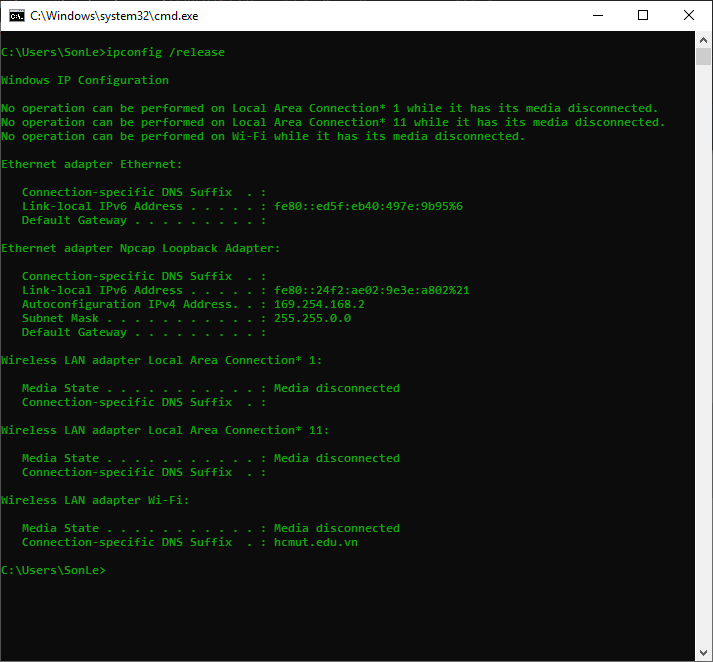 C:\Windows\system32\cmd.exe
C:\Users\SonLe>ipconfig /release
Windows IP Configuration
No operation can be performed on Local Area Connection* 1 while it has its media disconnected.
No operation can be performed on Local Area Connection* 11 while it has its media disconnected.
No operation can be performed on Wi-Fi while it has its media disconnected.
Ethernet adapter Ethernet:
   Connection-specific DNS Suffix  . :
   Link-local IPv6 Address . . . . . : fe80::ed5f:eb40:497e:9b95%6
   Default Gateway . . . . . . . . . :
Ethernet adapter Npcap Loopback Adapter:
   Connection-specific DNS Suffix  . :
   Link-local IPv6 Address . . . . . : fe80::24f2:ae02:9e3e:a802%21
   Autoconfiguration IPv4 Address. . : 169.254.168.2
   Subnet Mask . . . . . . . . . . . : 255.255.0.0
   Default Gateway . . . . . . . . . :
Wireless LAN adapter Local Area Connection* 1:
   Media State . . . . . . . . . . . : Media disconnected
   Connection-specific DNS Suffix  . :
Wireless LAN adapter Local Area Connection* 11:
   Media State . . . . . . . . . . . : Media disconnected
   Connection-specific DNS Suffix  . :
Wireless LAN adapter Wi-Fi:
   Media State . . . . . . . . . . . : Media disconnected
   Connection-specific DNS Suffix  . : hcmut.edu.vn
C:\Users\SonLe>